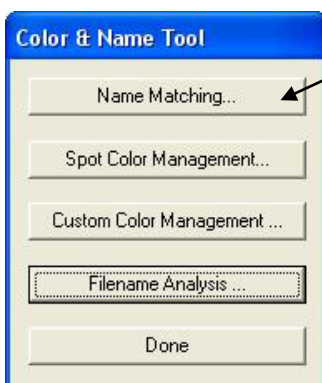 Color & Name Tool
Name Matching...
Spot Color Management...
Custom Color Management ...
Filename Analysis ...
Done